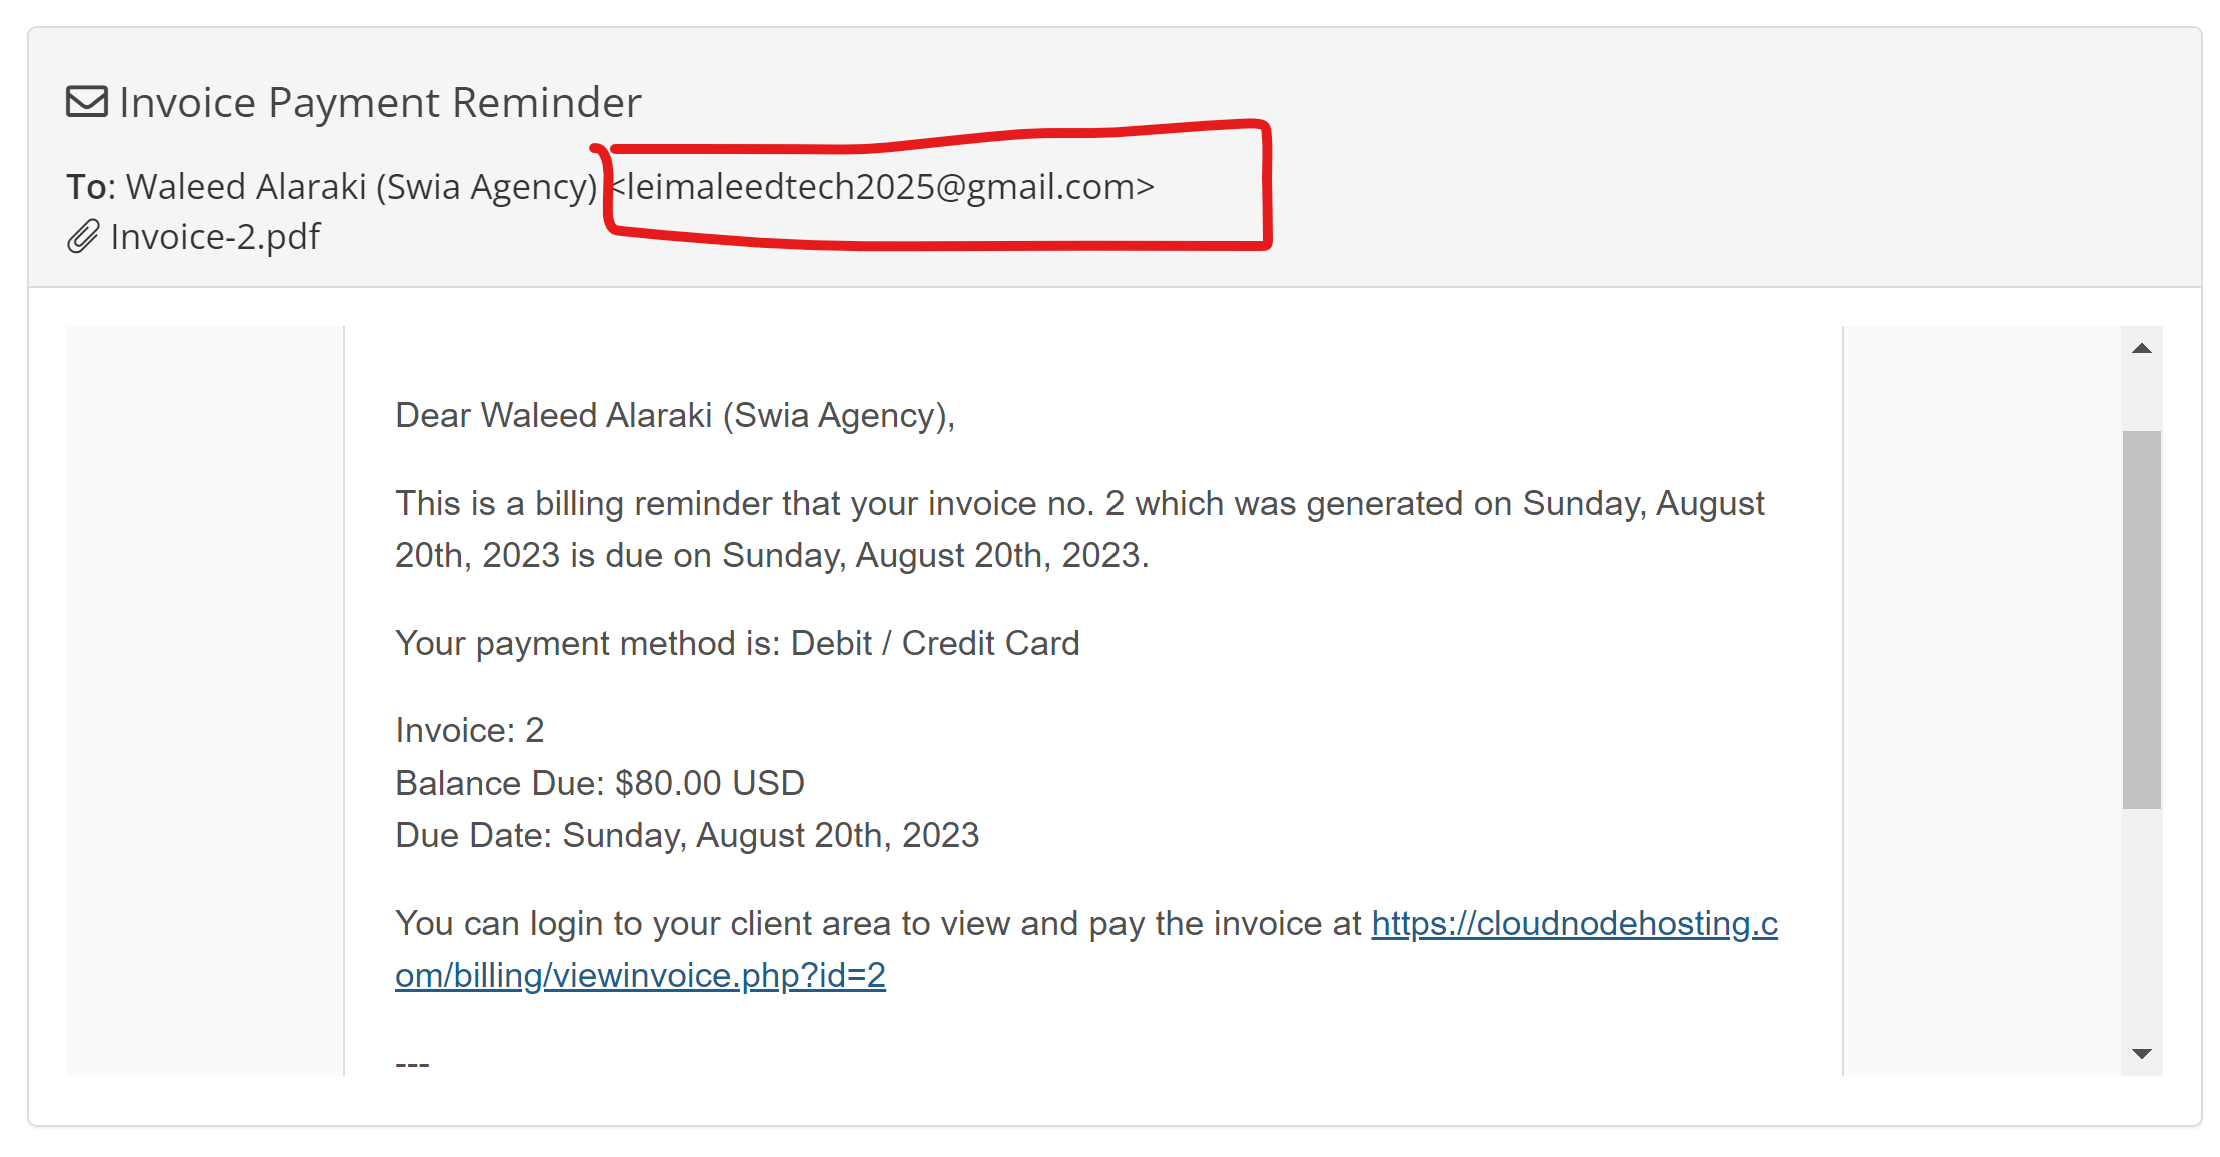 Invoice Payment Reminder
To: Waleed Alaraki (Swia Agency) <leimaleedtech2025@gmail.com>
Invoice-2.pdf
Dear Waleed Alaraki (Swia Agency),
This is a billing reminder that your invoice no. 2 which was generated on Sunday, August
20th, 2023 is due on Sunday, August 20th, 2023.
Your payment method is: Debit / Credit Card
Invoice: 2
Balance Due: $80.00 USD
Due Date: Sunday, August 20th, 2023
You can login to your client area to view and pay the invoice at https://cloudnodehosting.c
om/billing/viewinvoice.php?id=2
---